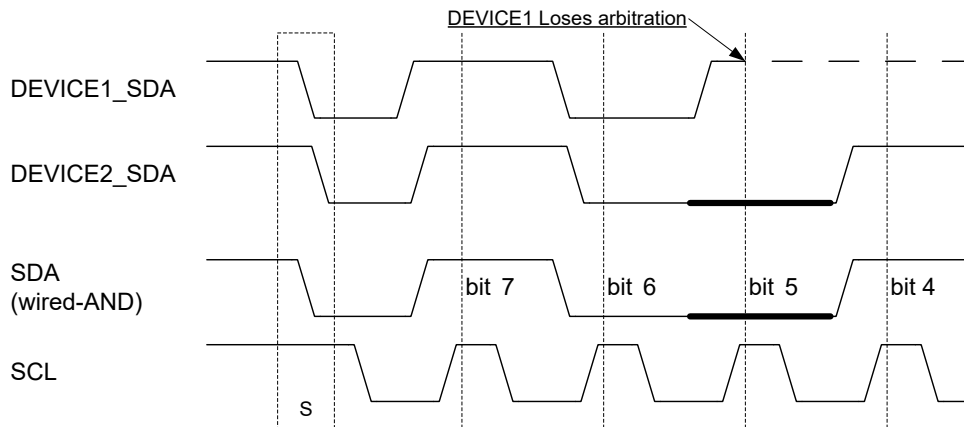 DEVICE1 Loses arbitration
DEVICE1_SDA
DEVICE2_SDA
SDA
(wired-AND)
bit 7
bit 6
bit 5
bit 4
SCL
S